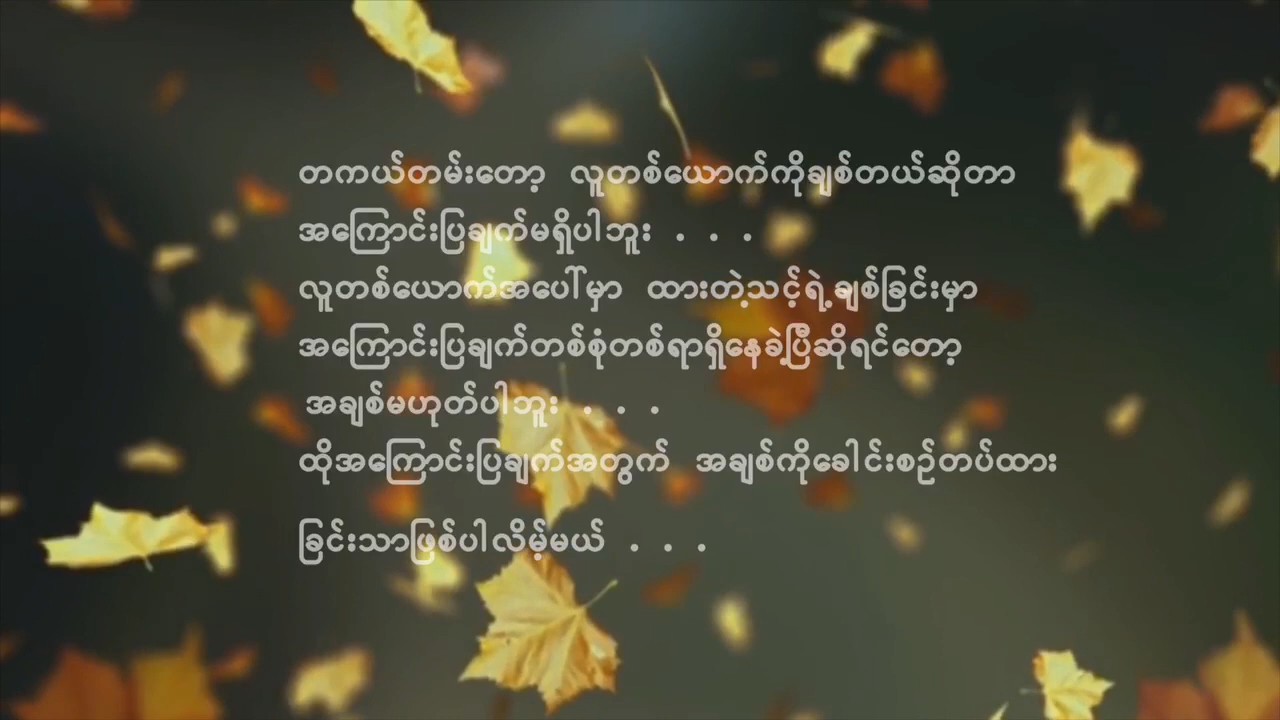 တကယ်တမ်းတော့ လူတစ်ယောက်ကိုချစ်တယ်ဆိုတာ
အကြောင်းပြချက်မရှိပါဘူး . . .
လူတစ်ယောက်အပေါ်မှာ ထားတဲ့သင့်ရဲ့ချစ်ခြင်းမှာ
အကြောင်းပြချက်တစ်စုံတစ်ရာရှိနေခဲ့ပြီဆိုရင်တော့
အချစ်မဟုတ်ပါဘူး . . .
ထိုအကြောင်းပြချက်အတွက် အချစ်ကိုခေါင်းစဉ်တပ်ထား
ခြင်းသာဖြစ်ပါလိမ့်မယ် . . .